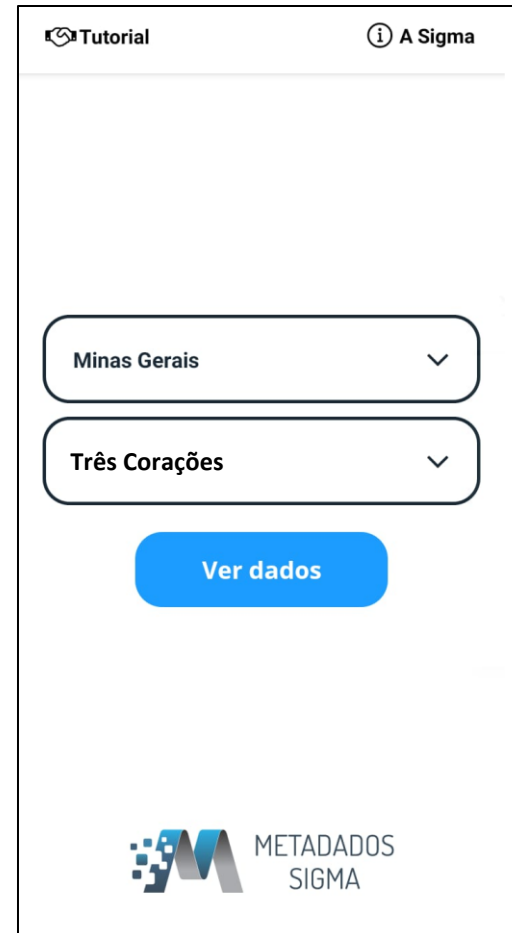 Tutorial
A Sigma
Minas Gerais
Três Corações
Ver dados
METADADOS
SIGMA